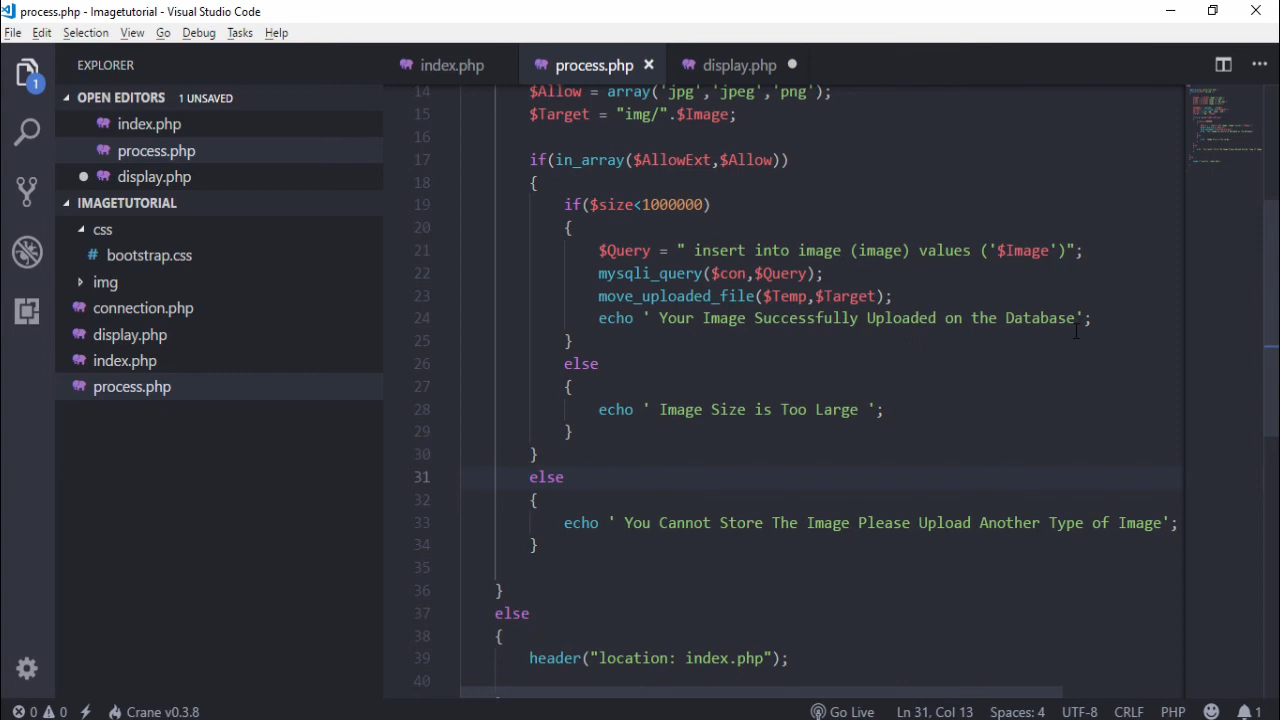 process.php - Imagetutorial - Visual Studio Code
File Edit Selection View Go Debug Tasks Help
EXPLORER
index.php process.php display.php
OPEN EDITORS 1 UNSAVED
index.php
process.php
display.php
IMAGETUTORIAL
css
# bootstrap.css
img
connection.php
display.php
index.php
process.php
1
14 $Allow = array('jpg','jpeg','png');
15 $Target = "img/".$Image;
16
17 if(in_array($AllowExt,$Allow))
18 {
19 if($size<1000000)
20 {
21 $Query = " insert into image (image) values ('$Image')";
22 mysqli_query($con,$Query);
23 move_uploaded_file($Temp,$Target);
24 echo ' Your Image Successfully Uploaded on the Database';
25 }
26 else
27 {
28 echo ' Image Size is Too Large ';
29 }
30 }
31 else
32 {
33 echo ' You Cannot Store The Image Please Upload Another Type of Image';
34 }
35
36 }
37 else
38 {
39 header("location: index.php");
40
0 0 Crane v0.3.8 Go Live Ln 31, Col 13 Spaces: 4 UTF-8 CRLF PHP 1